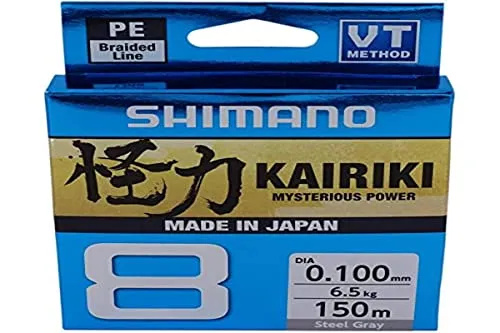 PE
Braided
Line
VT
METHOD
SHIMANO
怪力 KAIRIKI
MYSTERIOUS POWER
MADE IN JAPAN
8
DIA
0.100mm
6.5kg
150m
Steel Gray